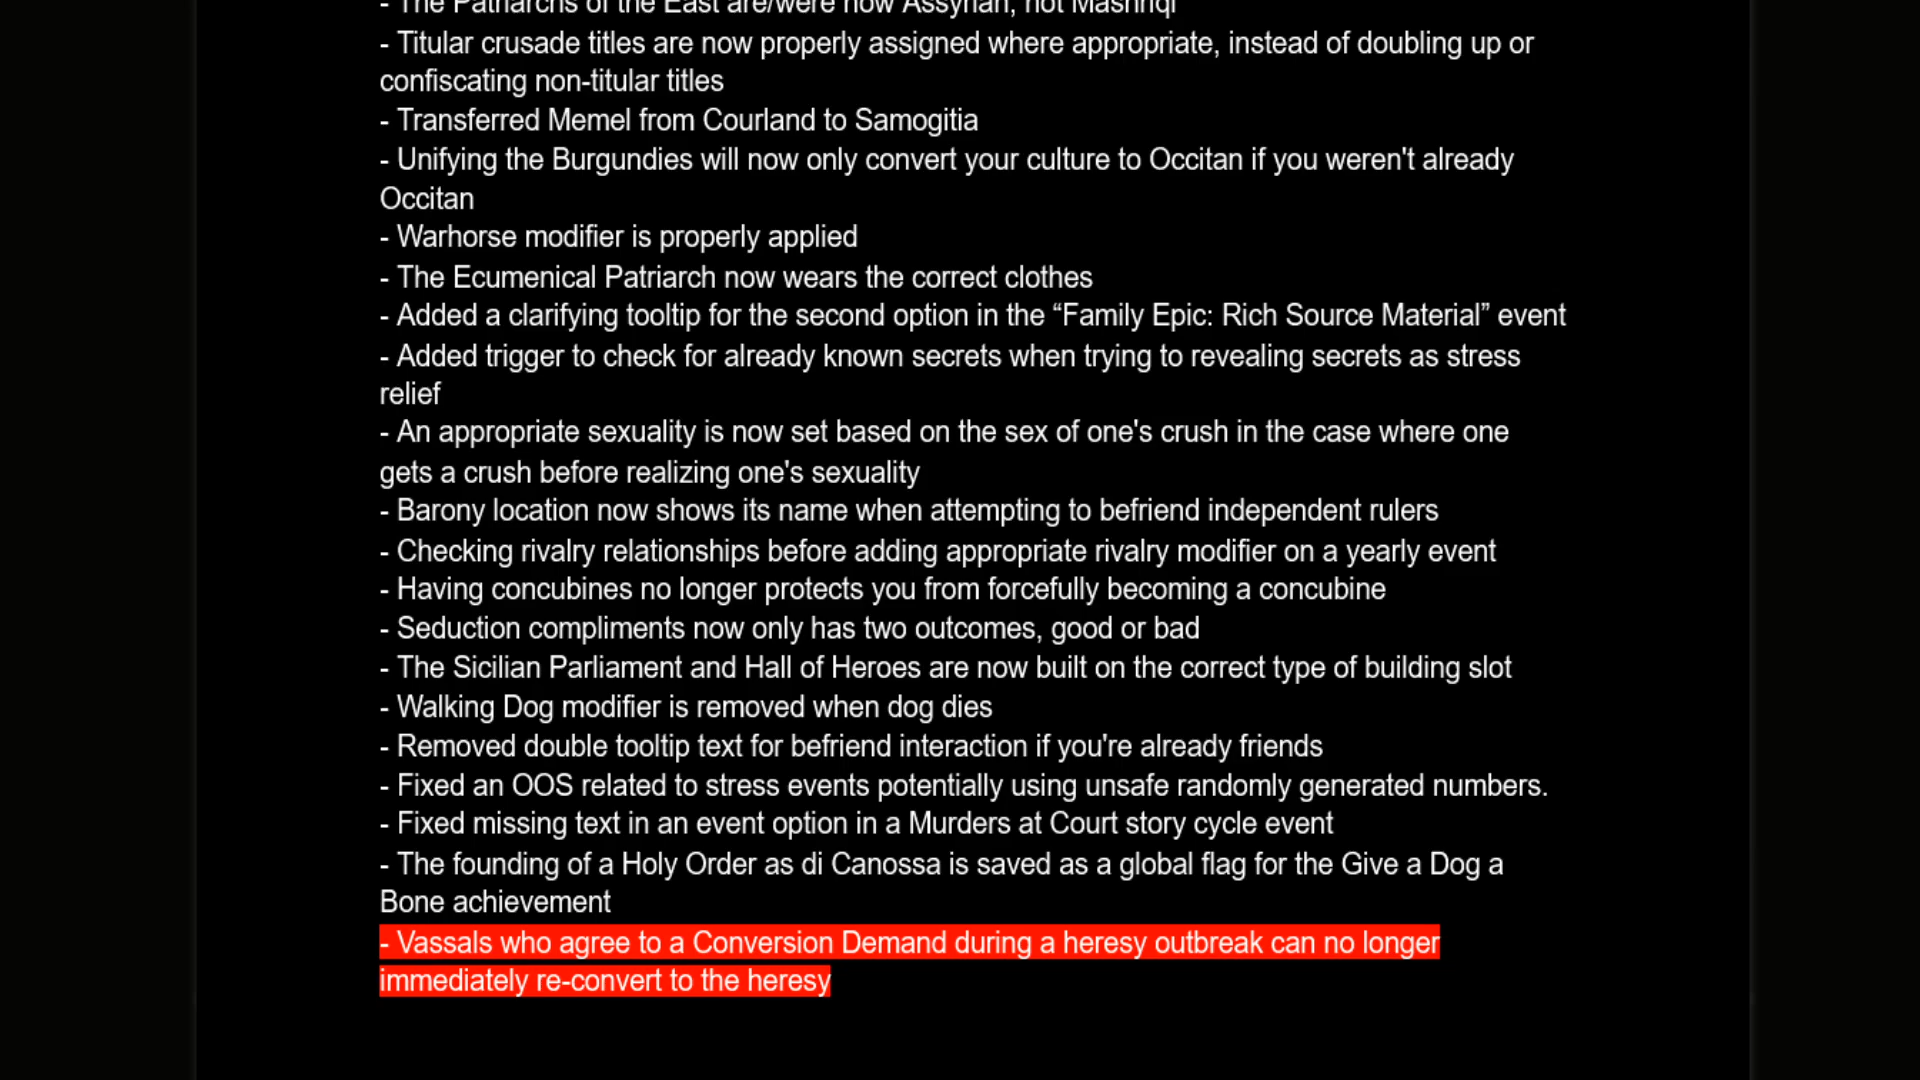 - The Patriarchs of the East are/were now Assyrian, not Mashriqi
- Titular crusade titles are now properly assigned where appropriate, instead of doubling up or
confiscating non-titular titles
- Transferred Memel from Courland to Samogitia
- Unifying the Burgundies will now only convert your culture to Occitan if you weren't already
Occitan
- Warhorse modifier is properly applied
- The Ecumenical Patriarch now wears the correct clothes
- Added a clarifying tooltip for the second option in the “Family Epic: Rich Source Material” event
- Added trigger to check for already known secrets when trying to revealing secrets as stress
relief
- An appropriate sexuality is now set based on the sex of one's crush in the case where one
gets a crush before realizing one's sexuality
- Barony location now shows its name when attempting to befriend independent rulers
- Checking rivalry relationships before adding appropriate rivalry modifier on a yearly event
- Having concubines no longer protects you from forcefully becoming a concubine
- Seduction compliments now only has two outcomes, good or bad
- The Sicilian Parliament and Hall of Heroes are now built on the correct type of building slot
- Walking Dog modifier is removed when dog dies
- Removed double tooltip text for befriend interaction if you're already friends
- Fixed an OOS related to stress events potentially using unsafe randomly generated numbers.
- Fixed missing text in an event option in a Murders at Court story cycle event
- The founding of a Holy Order as di Canossa is saved as a global flag for the Give a Dog a
Bone achievement
- Vassals who agree to a Conversion Demand during a heresy outbreak can no longer
immediately re-convert to the heresy